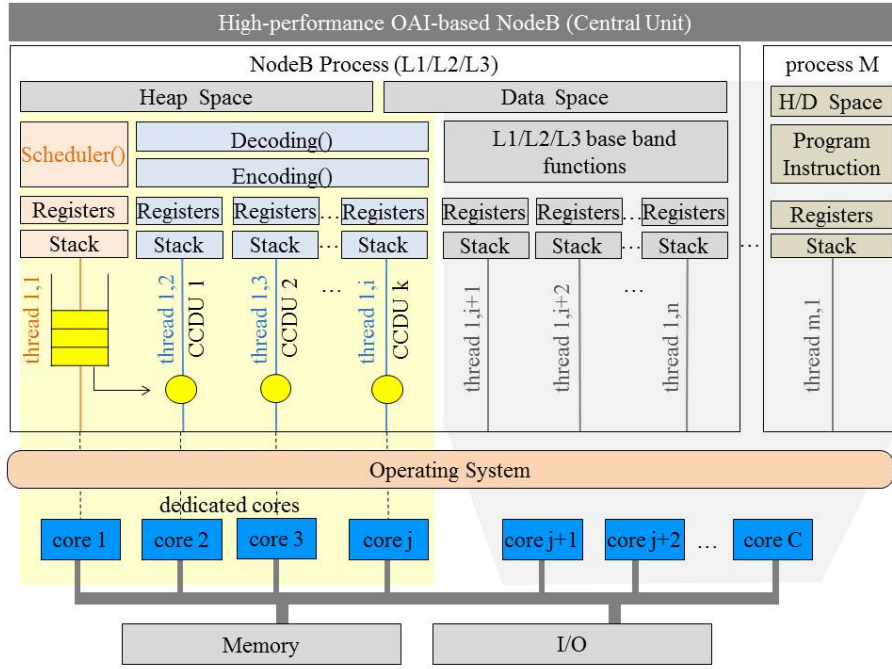 High-performance OAI-based NodeB (Central Unit)
NodeB Process (L1/L2/L3)
process M
Heap Space
Data Space
H/D Space
Scheduler()
Decoding()
Encoding()
L1/L2/L3 base band
functions
Program
Instruction
Registers
Registers
Registers
...
Registers
Registers
Registers
...
Registers
Registers
Stack
Stack
Stack
...
Stack
Stack
Stack
...
Stack
...
Stack
thread 1,1
thread 1,2
CCDU 1
thread 1,3
CCDU 2
...
thread 1,i
CCDU k
thread 1,i+1
thread 1,i+2
...
thread 1,n
thread m,1
Operating System
dedicated cores
core 1
core 2
core 3
core j
core j+1
core j+2
...
core C
Memory
I/O